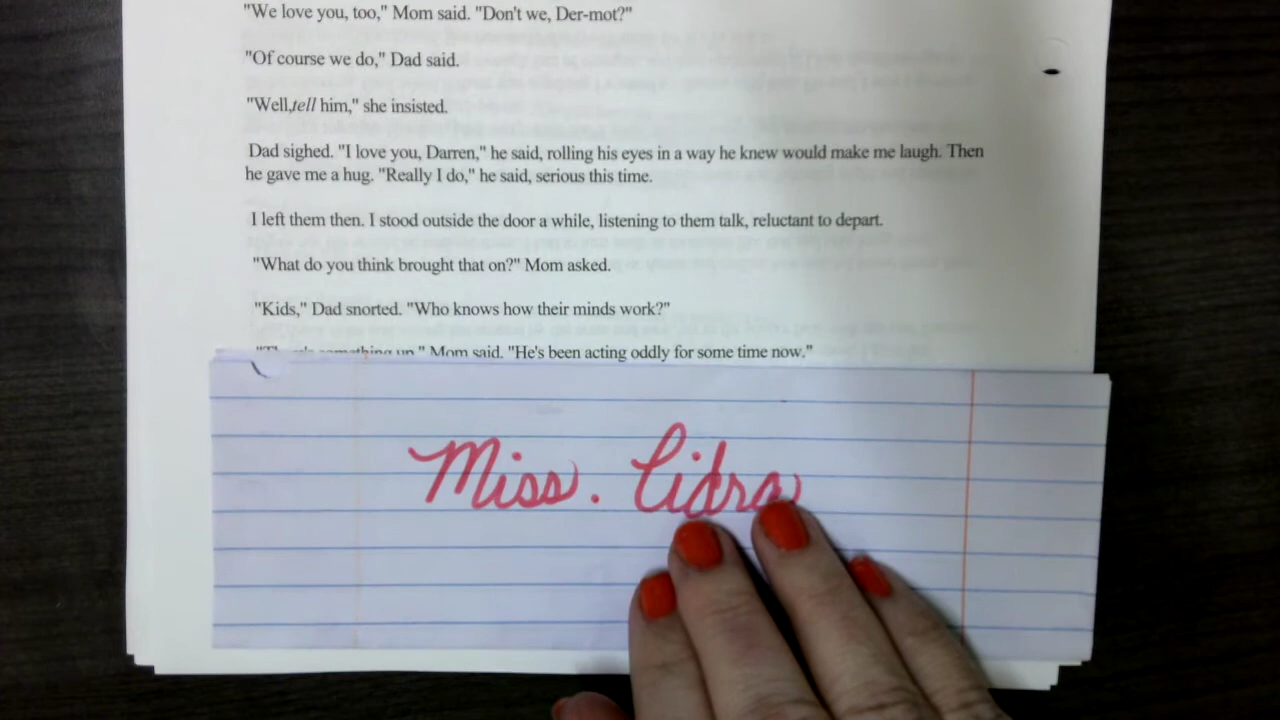 "We love you, too," Mom said. "Don't we, Der-mot?"
"Of course we do," Dad said.
"Well,tell him," she insisted.
Dad sighed. "I love you, Darren," he said, rolling his eyes in a way he knew would make me laugh. Then
he gave me a hug. "Really I do," he said, serious this time.
I left them then. I stood outside the door a while, listening to them talk, reluctant to depart.
"What do you think brought that on?" Mom asked.
"Kids," Dad snorted. "Who knows how their minds work?"
"There's something up," Mom said. "He's been acting oddly for some time now."
Miss. Cidra